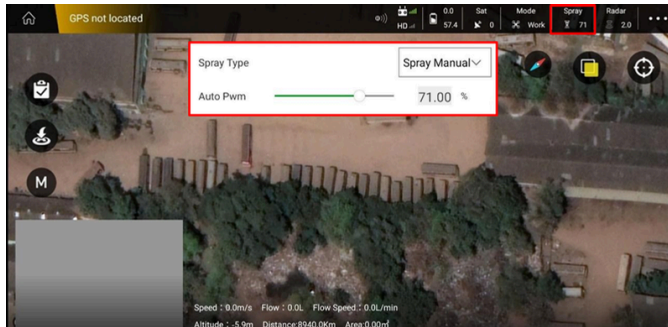 GPS not located
HD
0.0
57.4
Sat
0
Mode
Work
Spray
71
Radar
2.0
Spray Type Spray Manual
Auto Pwm 71.00 %
M
Speed：0.0m/s Flow：0.0L Flow Speed：0.0L/min
Altitude：-5.9m Distance:8940.0Km Area:0.00㎡